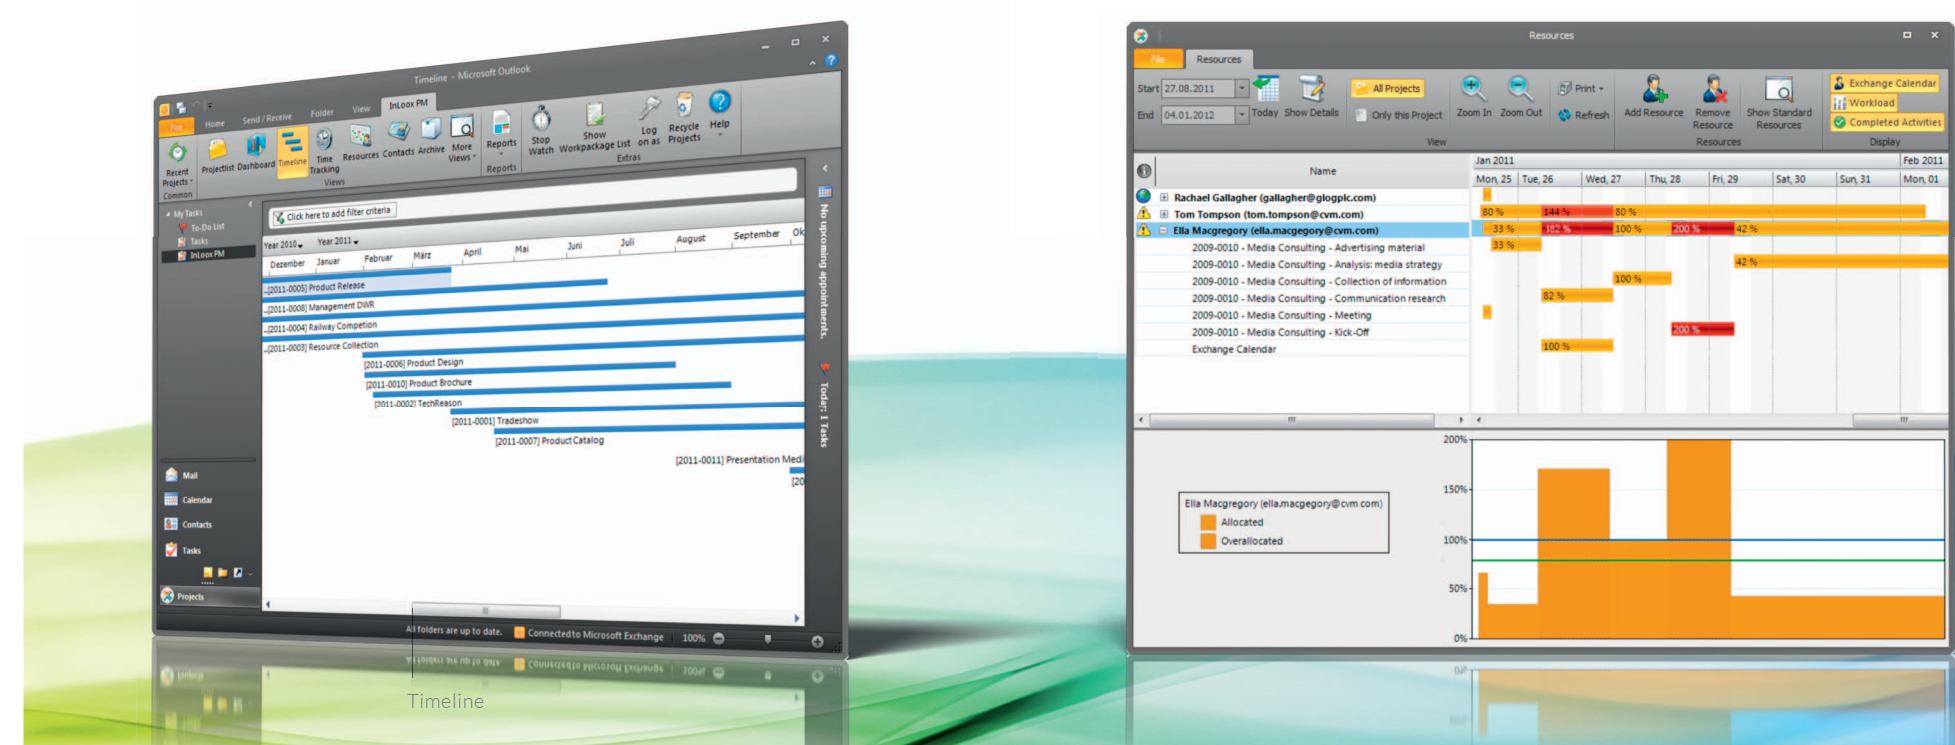 Timeline - Microsoft Outlook
File Home Send / Receive Folder View InLoox PM
Recent Projects
Common
Projectlist Dashboard Timeline Time Tracking Resources Contacts Archive More Views
Views
Reports
Reports
Stop Watch Show Workpackage List Log on as Recycle Projects Help
Extras
My Tasks
To-Do List
Tasks
InLoox PM
Click here to add filter criteria
Year 2010 Year 2011
Dezember Januar Februar März April Mai Juni Juli August September Ok
..[2011-0005] Product Release
..[2011-0008] Management DWR
..[2011-0004] Railway Competion
..[2011-0003] Resource Collection
[2011-0006] Product Design
[2011-0010] Product Brochure
[2011-0002] TechReason
[2011-0001] Tradeshow
[2011-0007] Product Catalog
[2011-0011] Presentation Medi
[20
No upcoming appointments.
Today: 1 Tasks
Mail
Calendar
Contacts
Tasks
Projects
All folders are up to date. Connected to Microsoft Exchange 100%
Timeline
Resources
File Resources
Start 27.08.2011
End 04.01.2012
Today Show Details
All Projects
Only this Project
Zoom In Zoom Out
Print
Refresh
View
Add Resource Remove Resource Show Standard Resources
Resources
Exchange Calendar
Workload
Completed Activities
Display
Name
Jan 2011 Feb 2011
Mon, 25 Tue, 26 Wed, 27 Thu, 28 Fri, 29 Sat, 30 Sun, 31 Mon, 01
Rachael Gallagher (gallagher@glogplc.com)
Tom Tompson (tom.tompson@cvm.com) 80 % 144 % 80 %
Ella Macgregory (ella.macgegory@cvm.com) 33 % 182 % 100 % 200 % 42 %
2009-0010 - Media Consulting - Advertising material 33 %
2009-0010 - Media Consulting - Analysis: media strategy 42 %
2009-0010 - Media Consulting - Collection of information 100 %
2009-0010 - Media Consulting - Communication research 82 %
2009-0010 - Media Consulting - Meeting
2009-0010 - Media Consulting - Kick-Off 200 %
Exchange Calendar 100 %
200%
150%
100%
50%
0%
Ella Macgregory (ella.macgegory@cvm.com)
Allocated
Overallocated